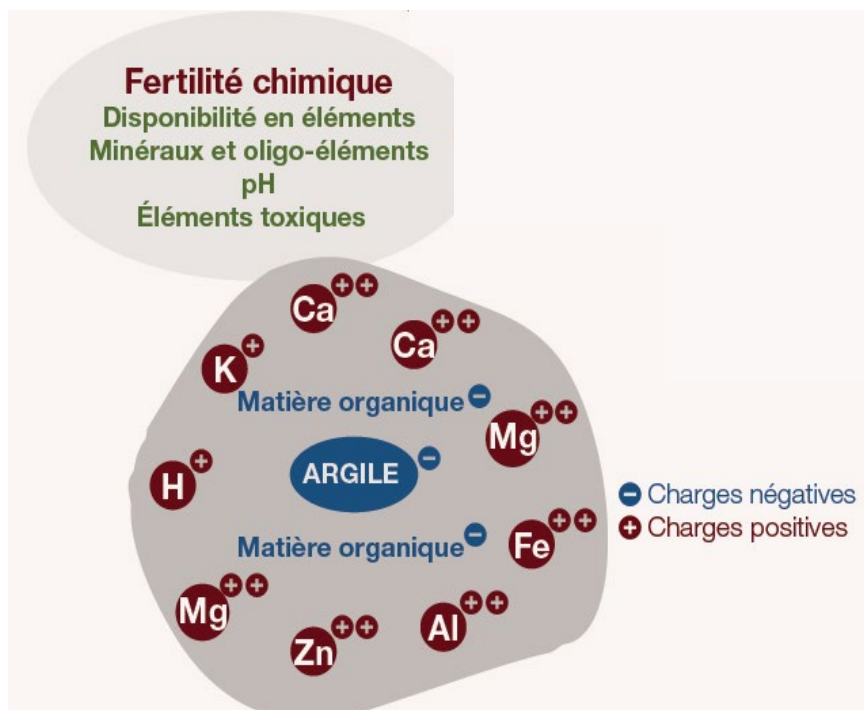 Fertilité chimique
Disponibilité en éléments
Minéraux et oligo-éléments
pH
Éléments toxiques
Ca++
Ca++
K+
Matière organique -
Mg++
ARGILE -
H+
Matière organique -
Fe++
Mg++
Al++
Zn++
- Charges négatives
+ Charges positives